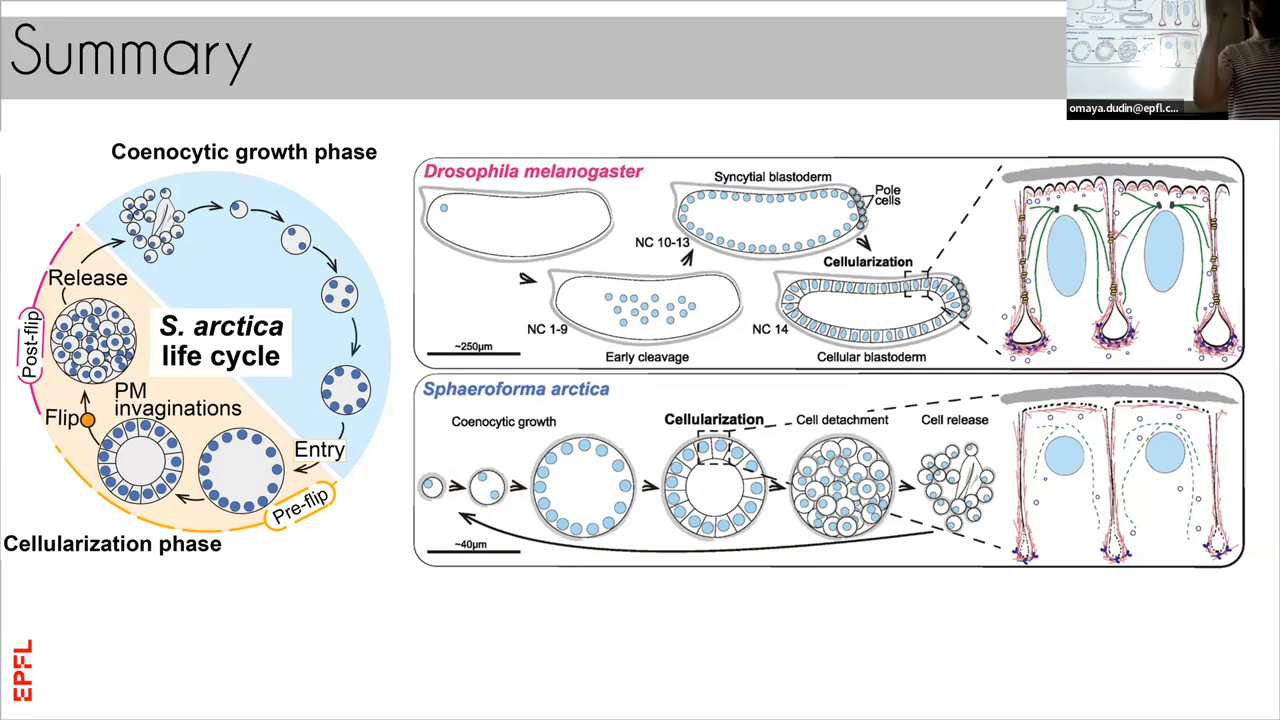 Summary
omaya.dudin@epfl.c...
Coenocytic growth phase
Release
Post-flip
S. arctica
life cycle
PM
invaginations
Flip
Entry
Pre-flip
Cellularization phase
Drosophila melanogaster
Syncytial blastoderm
Pole
cells
NC 10-13
Cellularization
NC 1-9
NC 14
~250µm
Early cleavage
Cellular blastoderm
Sphaeroforma arctica
Coenocytic growth
Cellularization
Cell detachment
Cell release
~40µm
EPFL